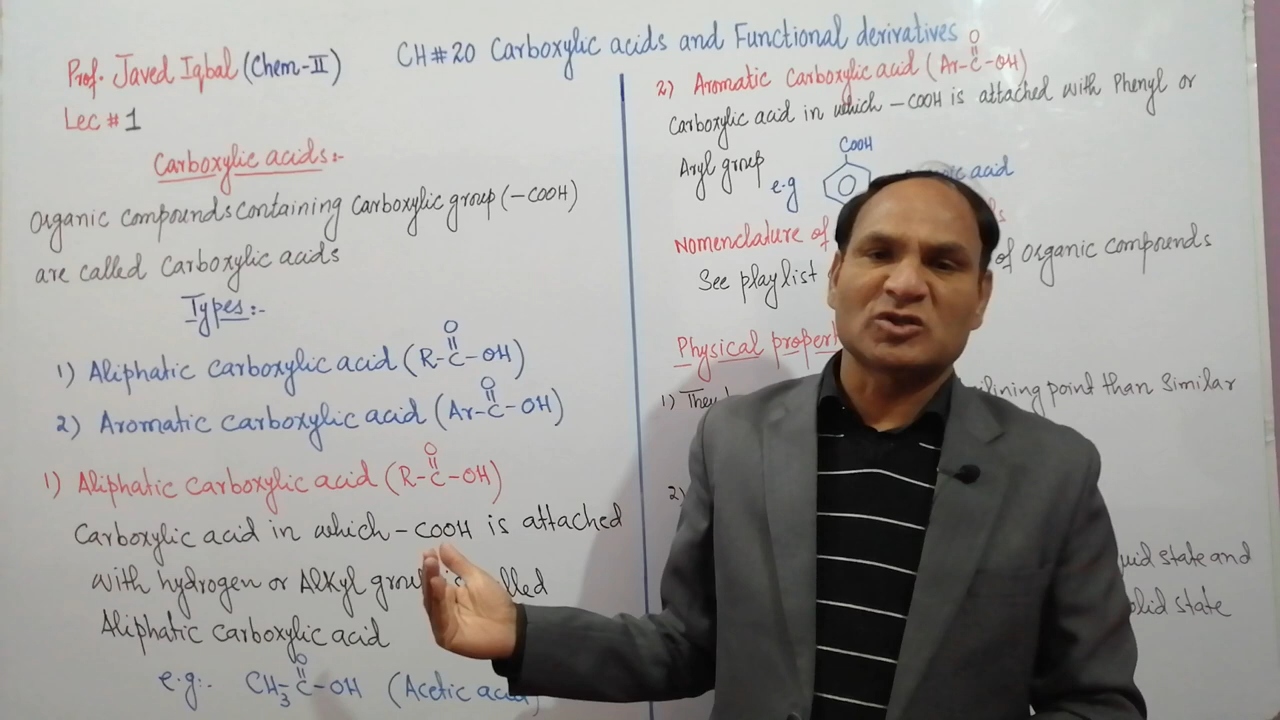 Prof. Javed Iqbal (Chem-II)
CH#20 Carboxylic acids and Functional derivatives
Lec # 1
Carboxylic acids:-
Organic compounds containing Carboxylic group (-COOH)
are called Carboxylic acids
Types:-
1) Aliphatic carboxylic acid (R-C-OH)
O
2) Aromatic carboxylic acid (Ar-C-OH)
O
1) Aliphatic carboxylic acid (R-C-OH)
O
Carboxylic acid in which -COOH is attached
with hydrogen or Alkyl group
Aliphatic carboxylic acid
e.g:- CH3-C-OH (Acetic acid)
O
2) Aromatic Carboxylic acid (Ar-C-OH)
O
Carboxylic acid in which -COOH is attached with Phenyl or
Aryl group e.g
COOH
acid
Nomenclature of
See playlist of organic compounds
Physical
1) They point than Similar
2)
state and
state